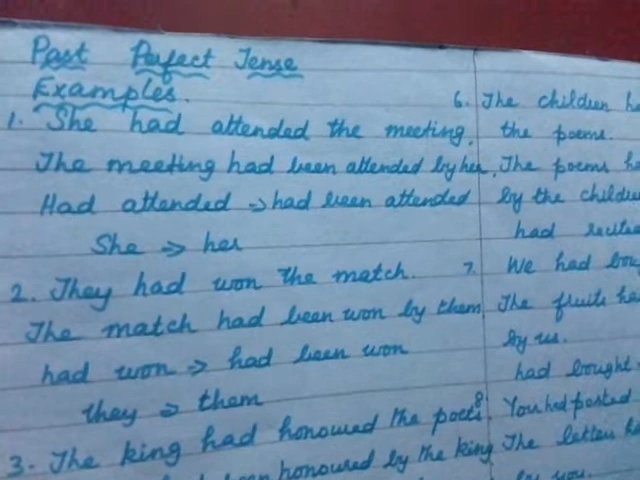 Past Perfect Tense
Examples.
1. She had attended the meeting.
The meeting had been attended by her.
Had attended ⇒ had been attended
She ⇒ her
2. They had won the match.
The match had been won by them
had won ⇒ had been won
they ⇒ them
3. The king had honoured the poets.
been honoured by the king
6. The children
the poems.
The poems
by the
had
7. We had
The fruits
by us.
had bought
8. You had posted
The letters
by you.